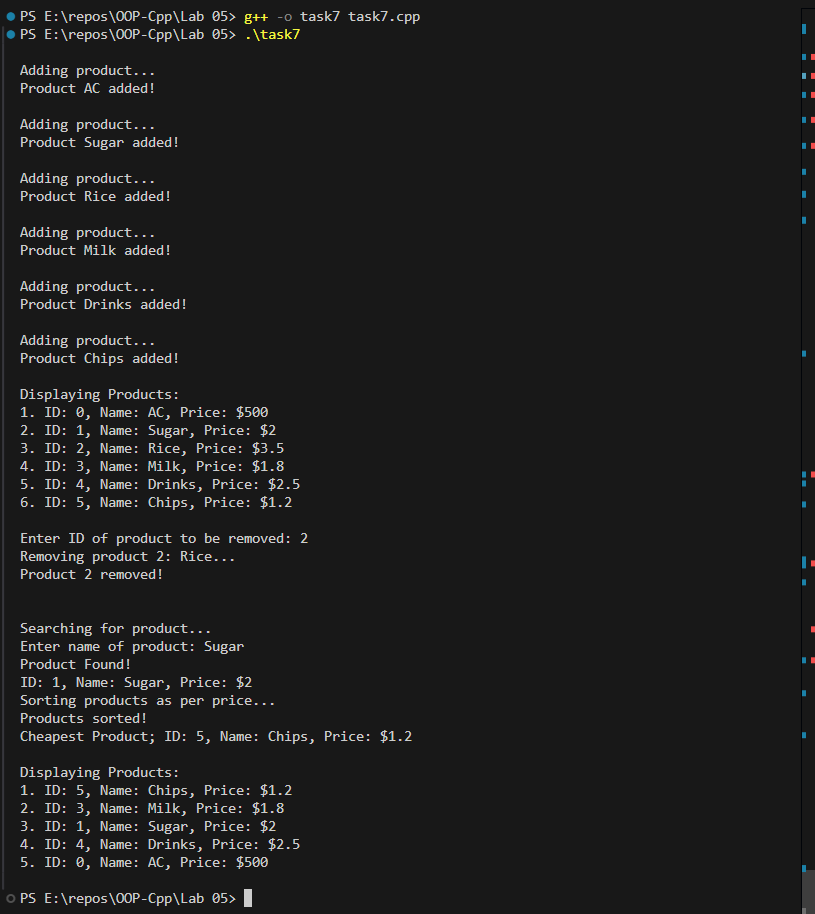 PS E:\repos\OOP-Cpp\Lab 05> g++ -o task7 task7.cpp
PS E:\repos\OOP-Cpp\Lab 05> .\task7
Adding product...
Product AC added!
Adding product...
Product Sugar added!
Adding product...
Product Rice added!
Adding product...
Product Milk added!
Adding product...
Product Drinks added!
Adding product...
Product Chips added!
Displaying Products:
1. ID: 0, Name: AC, Price: $500
2. ID: 1, Name: Sugar, Price: $2
3. ID: 2, Name: Rice, Price: $3.5
4. ID: 3, Name: Milk, Price: $1.8
5. ID: 4, Name: Drinks, Price: $2.5
6. ID: 5, Name: Chips, Price: $1.2
Enter ID of product to be removed: 2
Removing product 2: Rice...
Product 2 removed!
Searching for product...
Enter name of product: Sugar
Product Found!
ID: 1, Name: Sugar, Price: $2
Sorting products as per price...
Products sorted!
Cheapest Product; ID: 5, Name: Chips, Price: $1.2
Displaying Products:
1. ID: 5, Name: Chips, Price: $1.2
2. ID: 3, Name: Milk, Price: $1.8
3. ID: 1, Name: Sugar, Price: $2
4. ID: 4, Name: Drinks, Price: $2.5
5. ID: 0, Name: AC, Price: $500
PS E:\repos\OOP-Cpp\Lab 05>